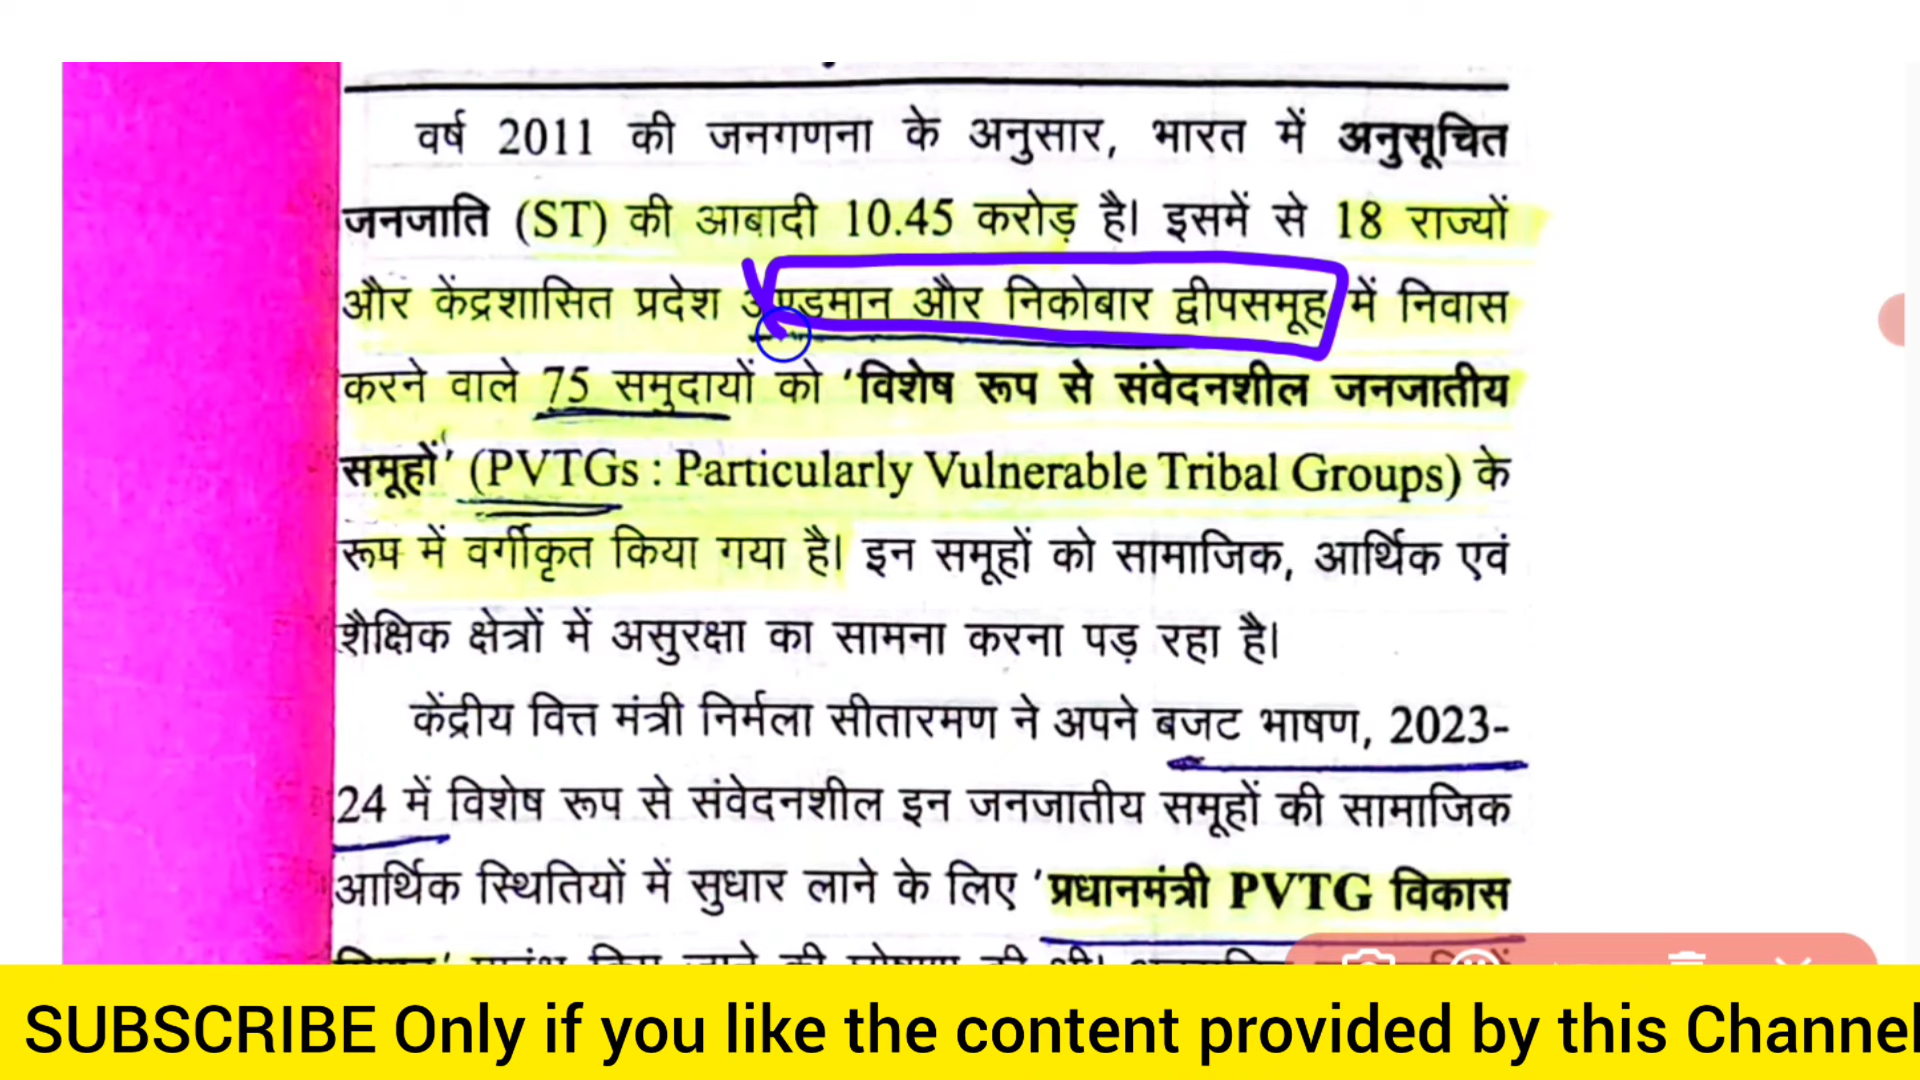 वर्ष 2011 की जनगणना के अनुसार, भारत में अनुसूचित
जनजाति (ST) की आबादी 10.45 करोड़ है। इसमें से 18 राज्यों
और केंद्रशासित प्रदेश अण्डमान और निकोबार द्वीपसमूह में निवास
करने वाले 75 समुदायों को 'विशेष रूप से संवेदनशील जनजातीय
समूहों' (PVTGs : Particularly Vulnerable Tribal Groups) के
रूप में वर्गीकृत किया गया है। इन समूहों को सामाजिक, आर्थिक एवं
शैक्षिक क्षेत्रों में असुरक्षा का सामना करना पड़ रहा है।
केंद्रीय वित्त मंत्री निर्मला सीतारमण ने अपने बजट भाषण, 2023-
24 में विशेष रूप से संवेदनशील इन जनजातीय समूहों की सामाजिक
आर्थिक स्थितियों में सुधार लाने के लिए 'प्रधानमंत्री PVTG विकास
SUBSCRIBE Only if you like the content provided by this Channel